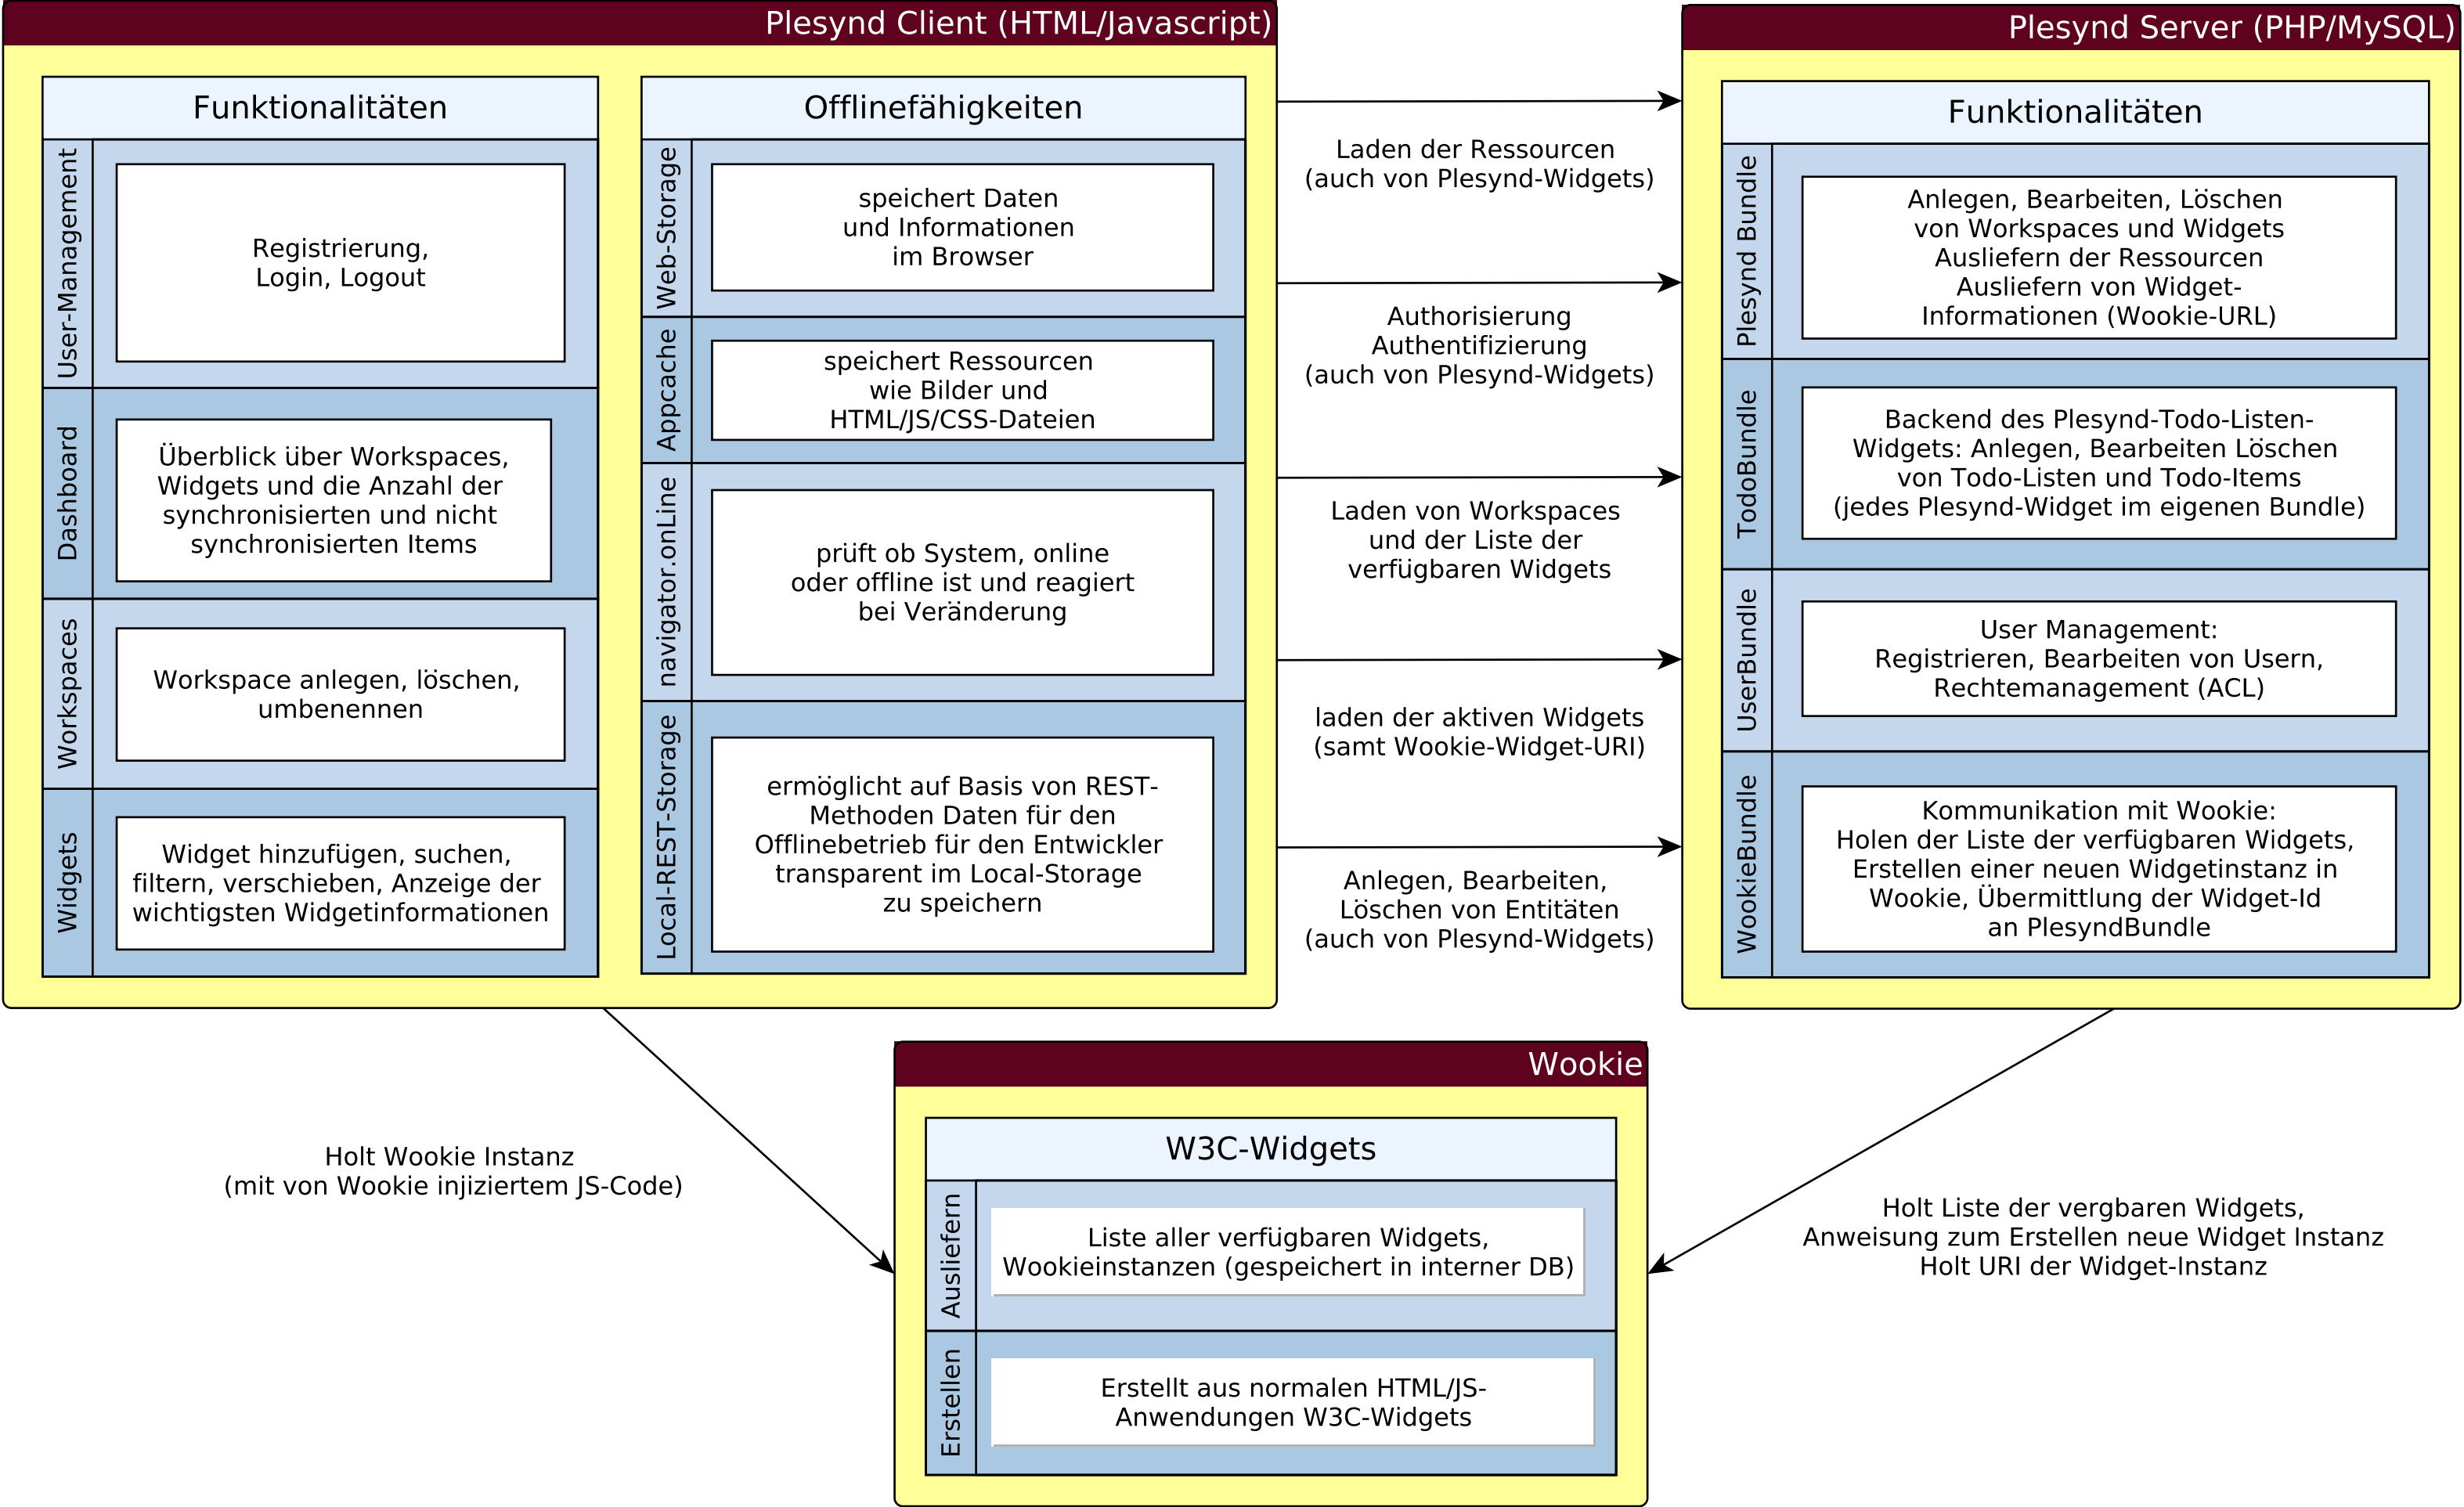 Plesynd Client (HTML/Javascript)
Funktionalitäten
User-Management
Registrierung,
Login, Logout
Dashboard
Überblick über Workspaces,
Widgets und die Anzahl der
synchronisierten und nicht
synchronisierten Items
Workspaces
Workspace anlegen, löschen,
umbenennen
Widgets
Widget hinzufügen, suchen,
filtern, verschieben, Anzeige der
wichtigsten Widgetinformationen
Offlinefähigkeiten
Web-Storage
speichert Daten
und Informationen
im Browser
Appcache
speichert Ressourcen
wie Bilder und
HTML/JS/CSS-Dateien
navigator.onLine
prüft ob System, online
oder offline ist und reagiert
bei Veränderung
Local-REST-Storage
ermöglicht auf Basis von REST-
Methoden Daten für den
Offlinebetrieb für den Entwickler
transparent im Local-Storage
zu speichern
Laden der Ressourcen
(auch von Plesynd-Widgets)
Authorisierung
Authentifizierung
(auch von Plesynd-Widgets)
Laden von Workspaces
und der Liste der
verfügbaren Widgets
laden der aktiven Widgets
(samt Wookie-Widget-URI)
Anlegen, Bearbeiten,
Löschen von Entitäten
(auch von Plesynd-Widgets)
Plesynd Server (PHP/MySQL)
Funktionalitäten
Plesynd Bundle
Anlegen, Bearbeiten, Löschen
von Workspaces und Widgets
Ausliefern der Ressourcen
Ausliefern von Widget-
Informationen (Wookie-URL)
TodoBundle
Backend des Plesynd-Todo-Listen-
Widgets: Anlegen, Bearbeiten Löschen
von Todo-Listen und Todo-Items
(jedes Plesynd-Widget im eigenen Bundle)
UserBundle
User Management:
Registrieren, Bearbeiten von Usern,
Rechtemanagement (ACL)
WookieBundle
Kommunikation mit Wookie:
Holen der Liste der verfügbaren Widgets,
Erstellen einer neuen Widgetinstanz in
Wookie, Übermittlung der Widget-Id
an PlesyndBundle
Holt Wookie Instanz
(mit von Wookie injiziertem JS-Code)
Wookie
W3C-Widgets
Ausliefern
Liste aller verfügbaren Widgets,
Wookieinstanzen (gespeichert in interner DB)
Erstellen
Erstellt aus normalen HTML/JS-
Anwendungen W3C-Widgets
Holt Liste der vergbaren Widgets,
Anweisung zum Erstellen neue Widget Instanz
Holt URI der Widget-Instanz